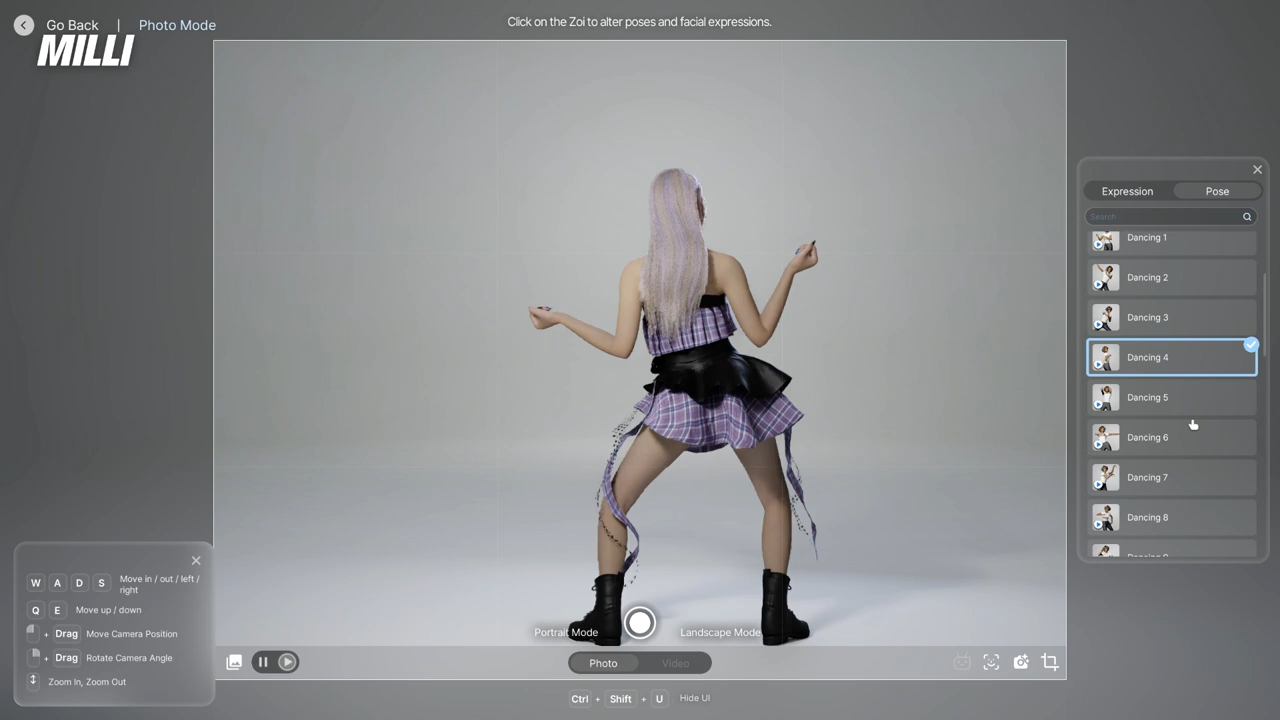 Go Back | Photo Mode
MILLI
Click on the Zoi to alter poses and facial expressions.
Expression
Pose
Search
Dancing 1
Dancing 2
Dancing 3
Dancing 4
Dancing 5
Dancing 6
Dancing 7
Dancing 8
W A D S Move in / out / left /
right
Q E Move up / down
+ Drag Move Camera Position
+ Drag Rotate Camera Angle
Zoom In, Zoom Out
Portrait Mode
Landscape Mode
Photo
Video
Ctrl + Shift + U Hide UI